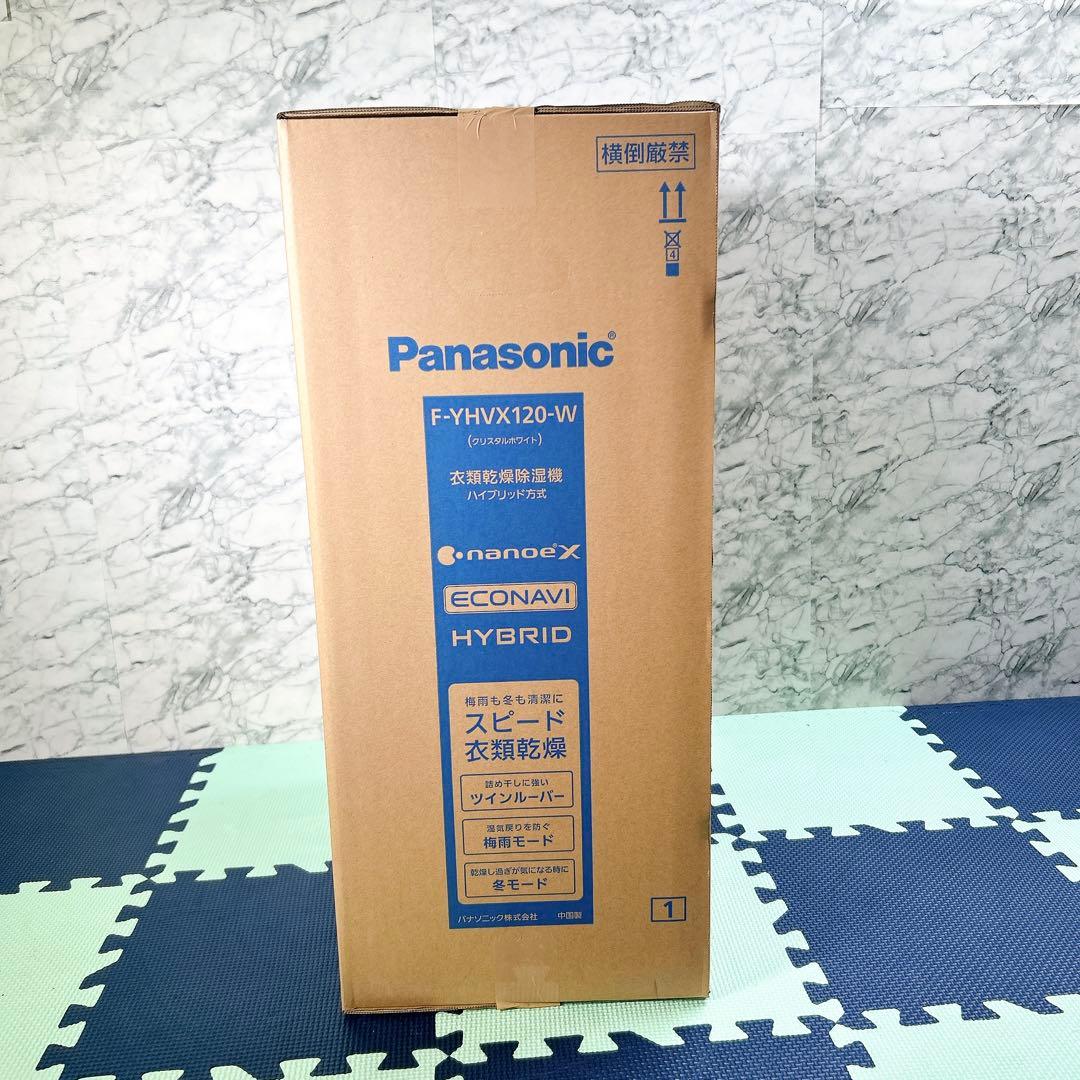 横倒厳禁
4
Panasonic®
F-YHVX120-W
(クリスタルホワイト)
衣類乾燥除湿機
ハイブリッド方式
nanoe®X
ECONAVI
HYBRID
梅雨も冬も清潔に
スピード
衣類乾燥
詰め干しに強い
ツインルーバー
湿気戻りを防ぐ
梅雨モード
乾燥し過ぎが気になる時に
冬モード
パナソニック株式会社 中国製
1